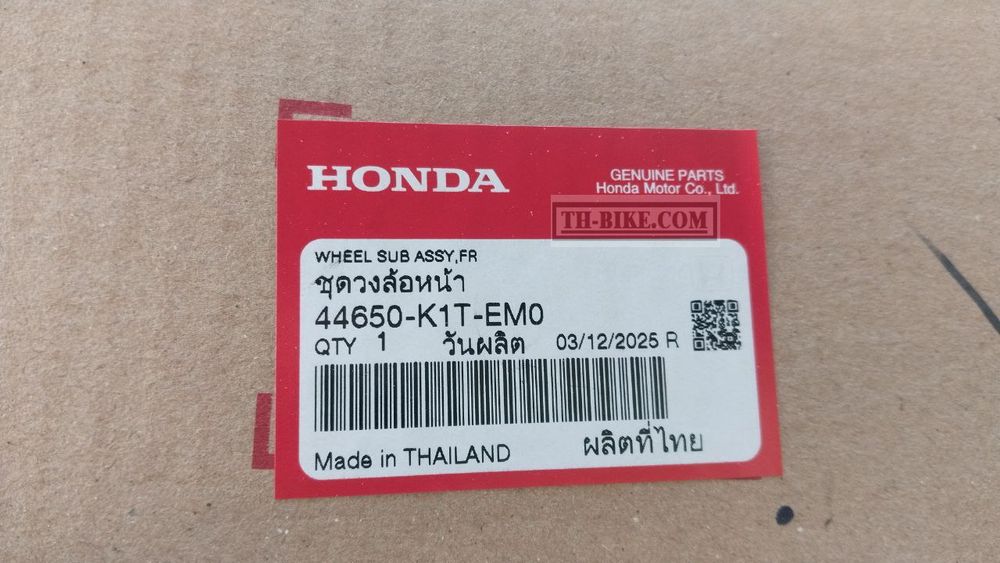 HONDA
GENUINE PARTS
Honda Motor Co., Ltd.
TH-BIKE.COM
WHEEL SUB ASSY,FR
ชุดวงล้อหน้า
44650-K1T-EM0
QTY 1 วันผลิต 03/12/2025 R
Made in THAILAND ผลิตที่ไทย